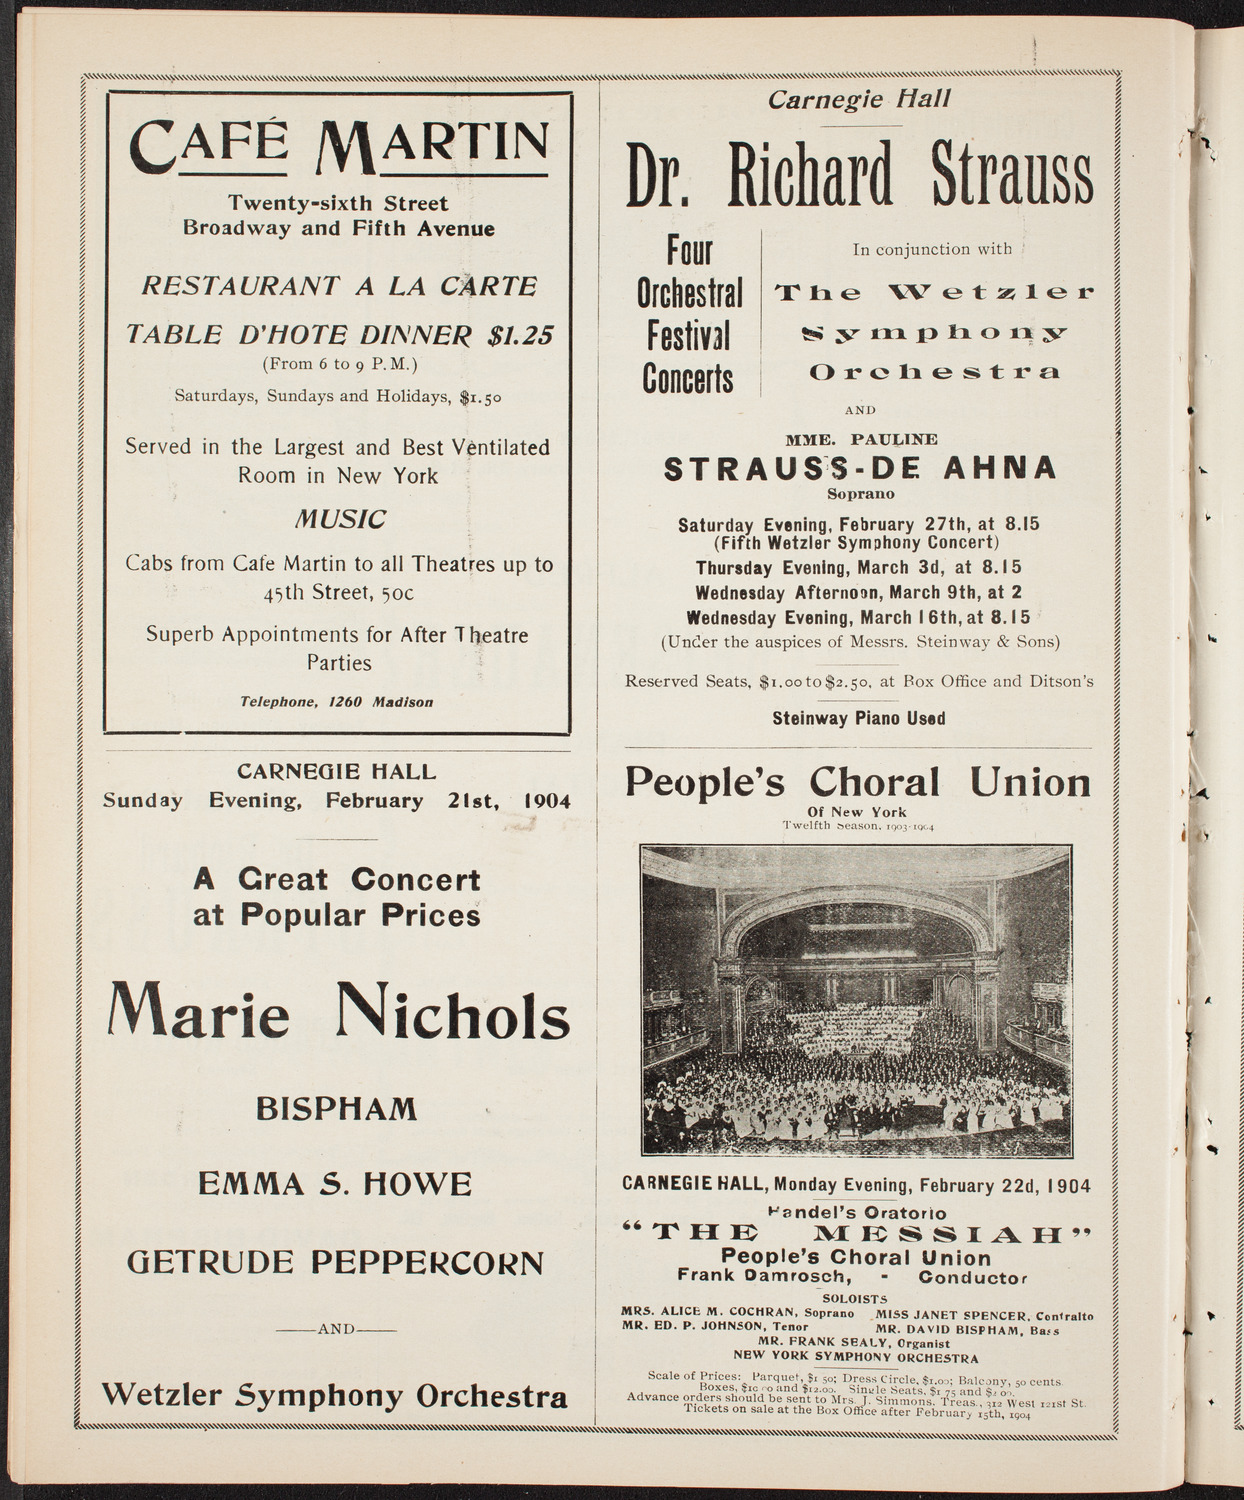 CAFÉ MARTIN
Twenty-sixth Street
Broadway and Fifth Avenue
RESTAURANT A LA CARTE
TABLE D'HOTE DINNER $1.25
(From 6 to 9 P.M.)
Saturdays, Sundays and Holidays, $1.50
Served in the Largest and Best Ventilated
Room in New York
MUSIC
Cabs from Cafe Martin to all Theatres up to
45th Street, 50c
Superb Appointments for After Theatre
Parties
Telephone, 1260 Madison
CARNEGIE HALL
Sunday Evening, February 21st, 1904
A Great Concert
at Popular Prices
Marie Nichols
BISPHAM
EMMA S. HOWE
GETRUDE PEPPERCORN
AND
Wetzler Symphony Orchestra
Carnegie Hall
Dr. Richard Strauss
Four
Orchestral
Festival
Concerts
In conjunction with
The Wetzler
Symphony
Orchestra
AND
MME. PAULINE
STRAUSS-DE AHNA
Soprano
Saturday Evening, February 27th, at 8.15
(Fifth Wetzler Symphony Concert)
Thursday Evening, March 3d, at 8.15
Wednesday Afternoon, March 9th, at 2
Wednesday Evening, March 16th, at 8.15
(Under the auspices of Messrs. Steinway & Sons)
Reserved Seats, $1.00 to $2.50, at Box Office and Ditson's
Steinway Piano Used
People's Choral Union
Of New York
Twelfth Season, 1903-1904
CARNEGIE HALL, Monday Evening, February 22d, 1904
Handel's Oratorio
"THE MESSIAH"
People's Choral Union
Frank Damrosch, - Conductor
SOLOISTS
MRS. ALICE M. COCHRAN, Soprano MISS JANET SPENCER, Contralto
MR. ED. P. JOHNSON, Tenor MR. DAVID BISPHAM, Bass
MR. FRANK SEALY, Organist
NEW YORK SYMPHONY ORCHESTRA
Scale of Prices: Parquet, $1 50; Dress Circle, $1.00; Balcony, 50 cents.
Boxes, $10 00 and $12.00. Single Seats, $1 75 and $2 00.
Advance orders should be sent to Mrs. J. Simmons, Treas., 312 West 121st St.
Tickets on sale at the Box Office after February 15th, 1904